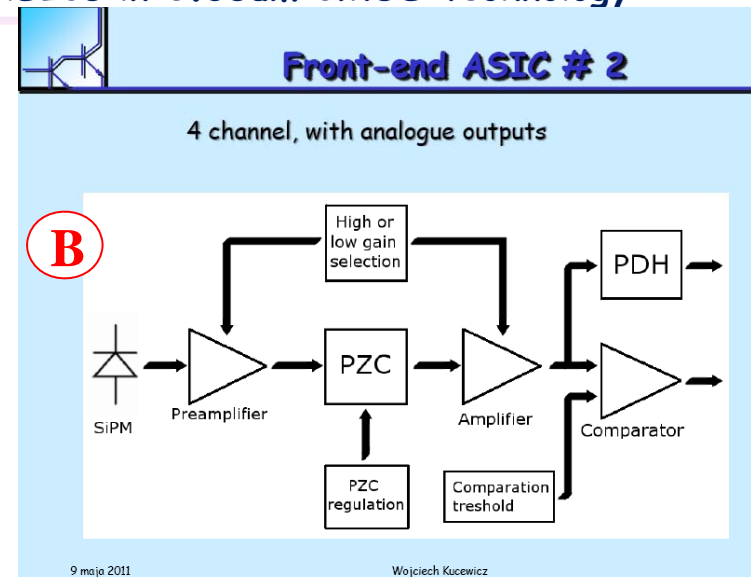 Technology
Front-end ASIC # 2
4 channel, with analogue outputs
B
High or
low gain
selection
PDH
PZC
SiPM
Preamplifier
Amplifier
Comparator
PZC
regulation
Comparation
treshold
9 maja 2011
Wojciech Kucewicz